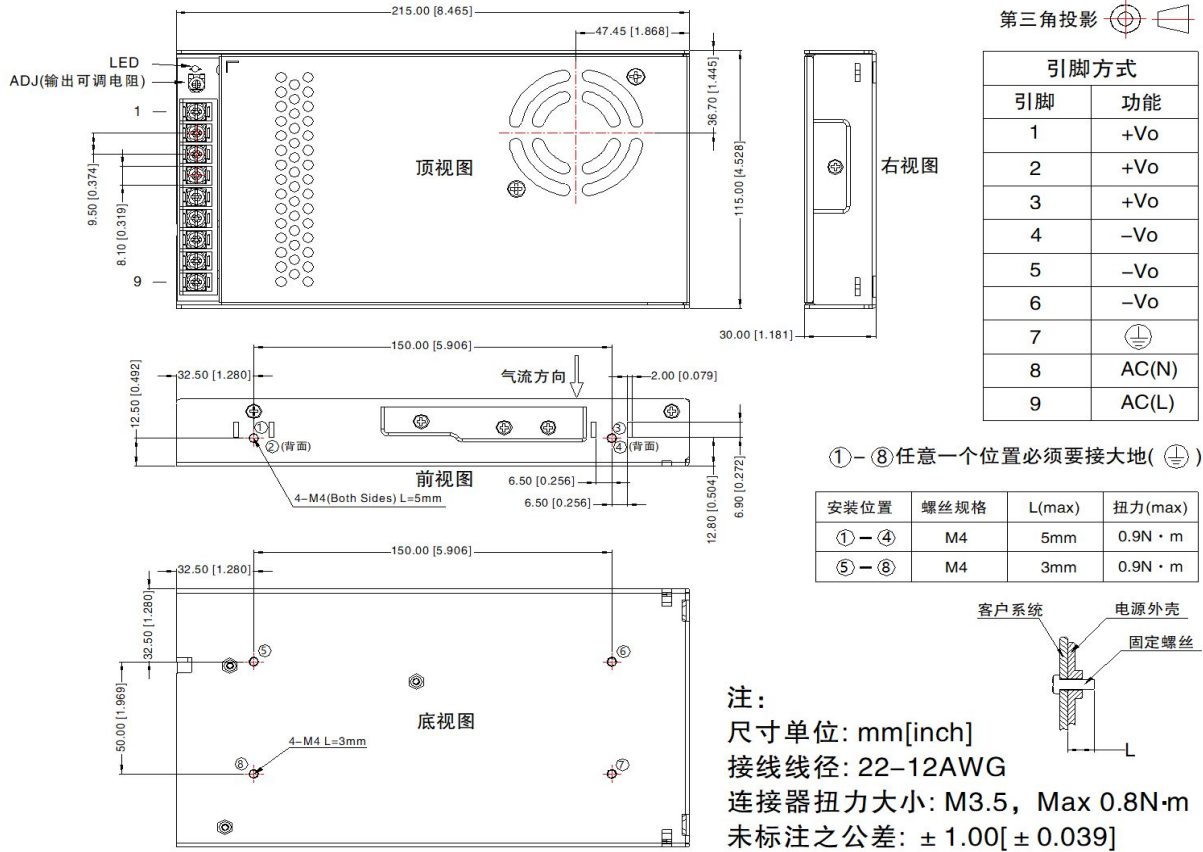 215.00 [8.465]
47.45 [1.868]
36.70 [1.445]
115.00 [4.528]
LED
ADJ(输出可调电阻)
1
9
9.50 [0.374]
8.10 [0.319]
顶视图
右视图
30.00 [1.181]
第三角投影
引脚方式
引脚 功能
1 +Vo
2 +Vo
3 +Vo
4 –Vo
5 –Vo
6 –Vo
7
8 AC(N)
9 AC(L)
150.00 [5.906]
32.50 [1.280]
12.50 [0.492]
气流方向
2.00 [0.079]
①
②(背面)
③
④(背面)
前视图
4–M4(Both Sides) L=5mm
6.50 [0.256]
6.50 [0.256]
12.80 [0.504]
6.90 [0.272]
①–⑧任意一个位置必须要接大地( )
安装位置 螺丝规格 L(max) 扭力(max)
①–④ M4 5mm 0.9N·m
⑤–⑧ M4 3mm 0.9N·m
150.00 [5.906]
32.50 [1.280]
32.50 [1.280]
50.00 [1.969]
⑤
⑥
⑦
⑧
4–M4 L=3mm
底视图
客户系统
电源外壳
固定螺丝
L
注:
尺寸单位: mm[inch]
接线线径: 22–12AWG
连接器扭力大小: M3.5，Max 0.8N·m
未标注之公差: ±1.00[±0.039]